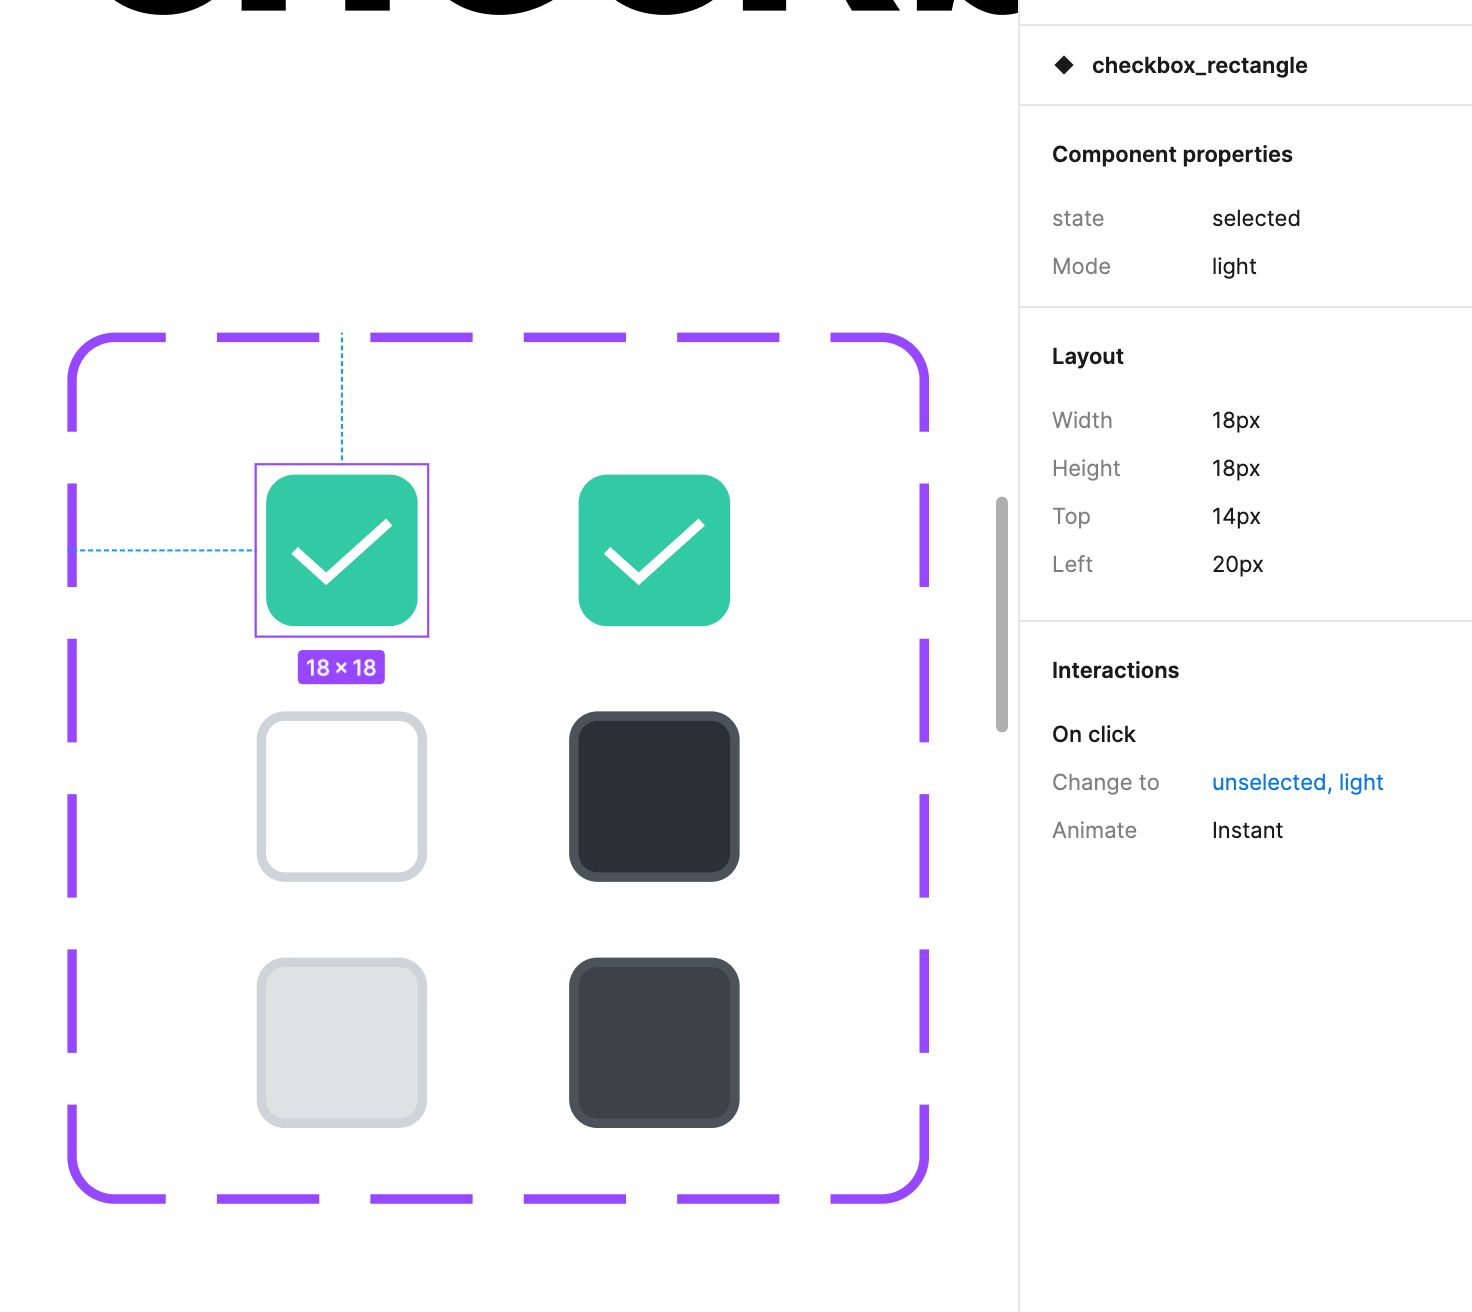 checkbox_rectangle
Component properties
state selected
Mode light
Layout
Width 18px
Height 18px
Top 14px
Left 20px
Interactions
On click
Change to unselected, light
Animate Instant
18 × 18